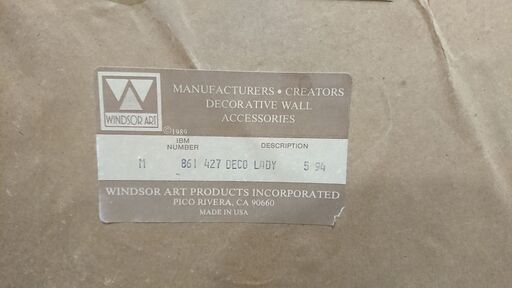 WINDSOR ART
MANUFACTURERS • CREATORS
DECORATIVE WALL
ACCESSORIES
©1989
IBM
NUMBER
DESCRIPTION
M 861 427 DECO LADY 5 94
WINDSOR ART PRODUCTS INCORPORATED
PICO RIVERA, CA 90660
MADE IN USA